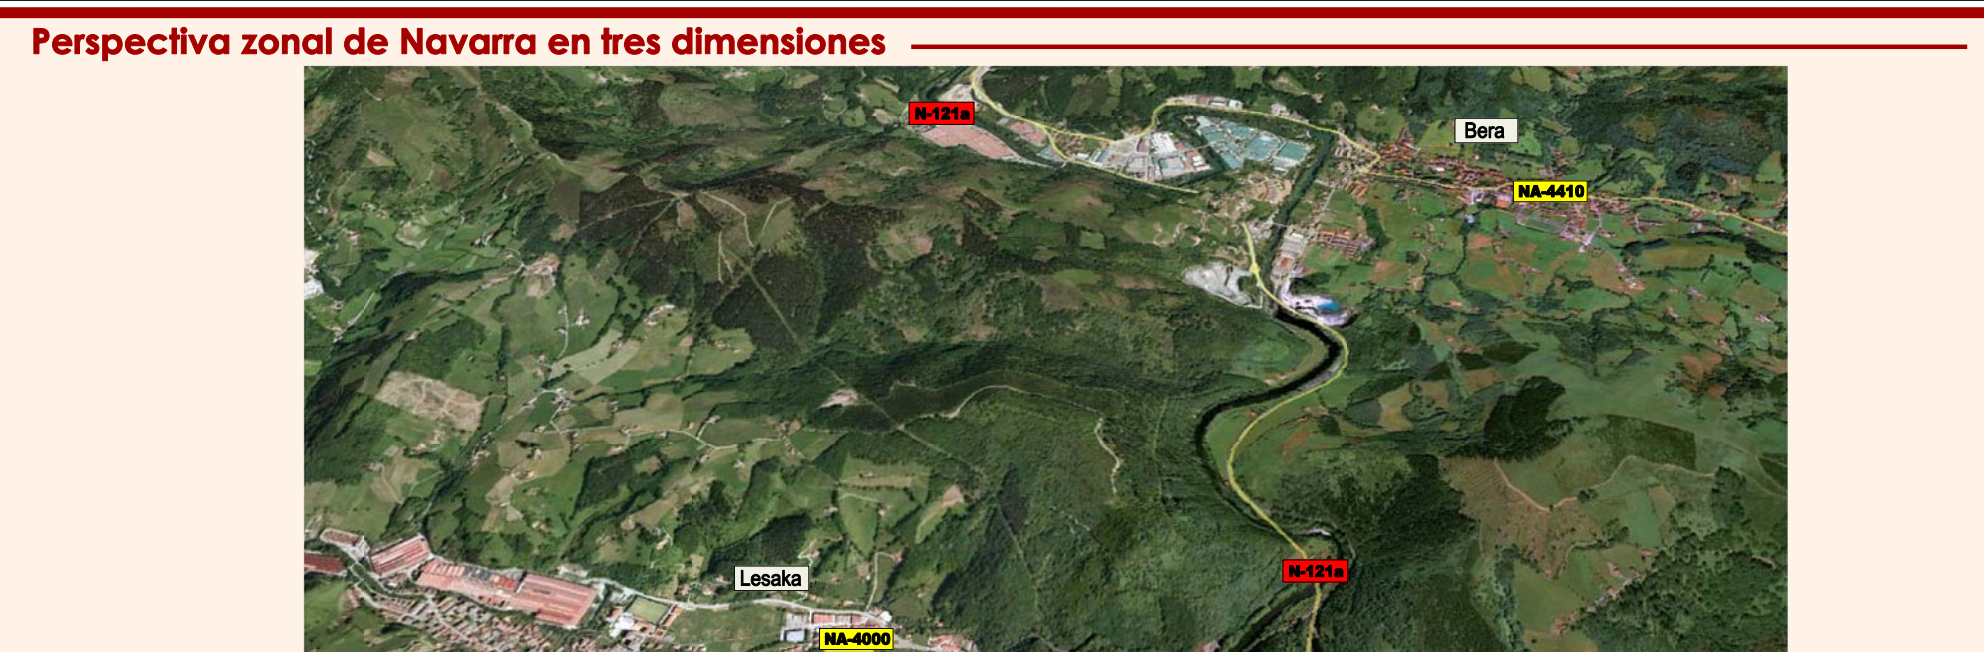 Perspectiva zonal de Navarra en tres dimensiones
N-121a
Bera
NA-4410
N-121a
Lesaka
NA-4000